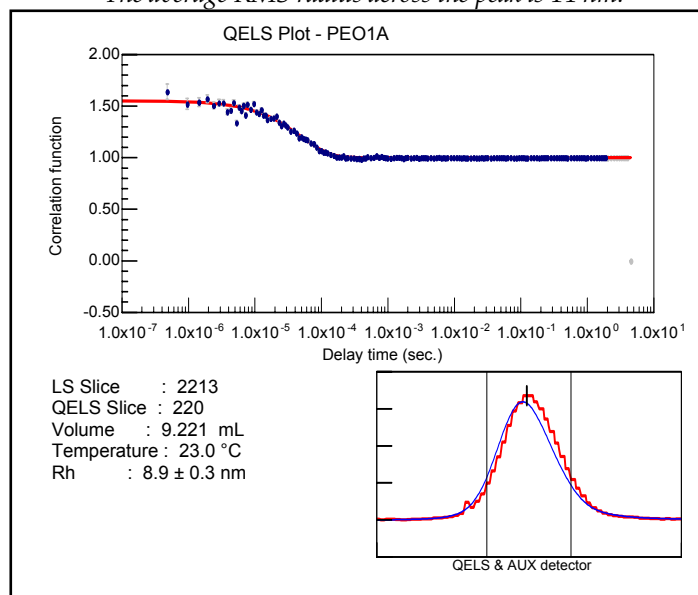 The average RMS radius across the peak is 11 nm.
QELS Plot - PEO1A
2.00
1.50
1.00
0.50
0.00
-0.50
Correlation function
1.0x10-7 1.0x10-6 1.0x10-5 1.0x10-4 1.0x10-3 1.0x10-2 1.0x10-1 1.0x100 1.0x101
Delay time (sec.)
LS Slice : 2213
QELS Slice : 220
Volume : 9.221 mL
Temperature : 23.0 °C
Rh : 8.9 ± 0.3 nm
QELS & AUX detector